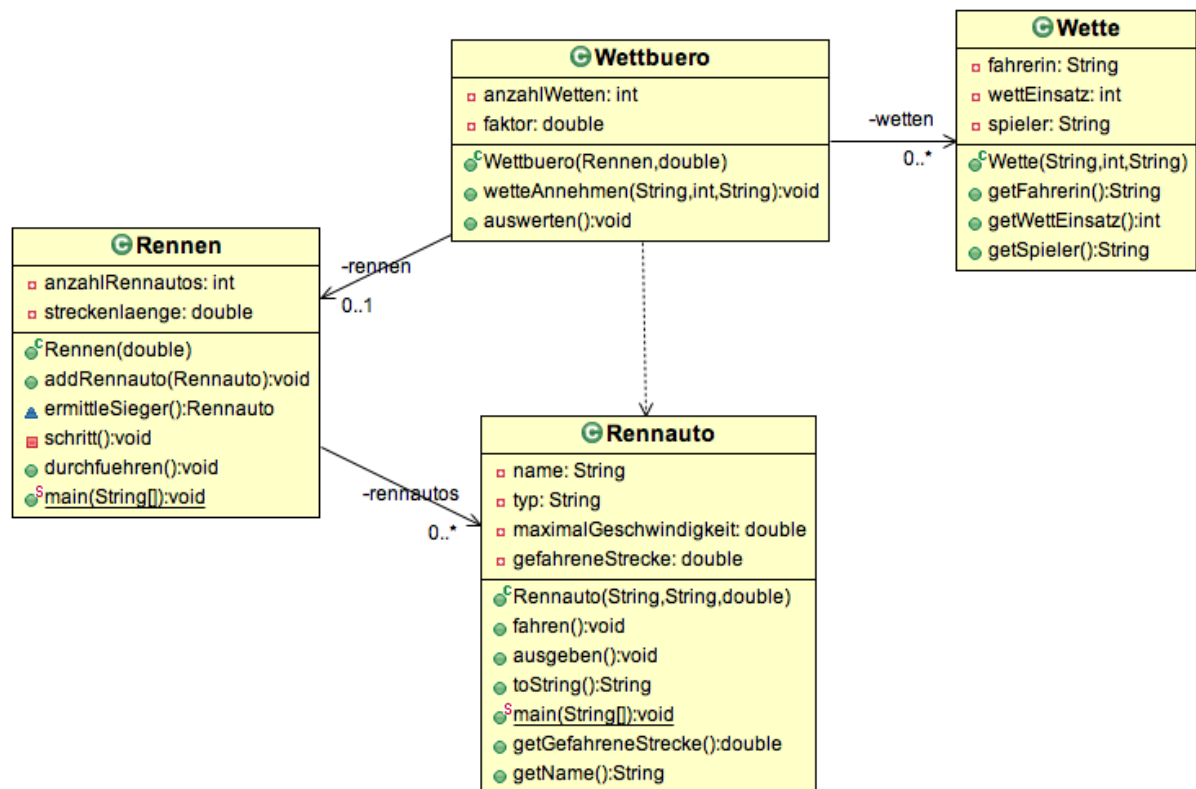 Wettbuero
anzahlWetten: int
faktor: double
Wettbuero(Rennen,double)
wetteAnnehmen(String,int,String):void
auswerten():void
-wetten
0..*
Wette
fahrerin: String
wettEinsatz: int
spieler: String
Wette(String,int,String)
getFahrerin():String
getWettEinsatz():int
getSpieler():String
-rennen
0..1
Rennen
anzahlRennautos: int
streckenlaenge: double
Rennen(double)
addRennauto(Rennauto):void
ermittleSieger():Rennauto
schritt():void
durchfuehren():void
main(String[]):void
-rennautos
0..*
Rennauto
name: String
typ: String
maximalGeschwindigkeit: double
gefahreneStrecke: double
Rennauto(String,String,double)
fahren():void
ausgeben():void
toString():String
main(String[]):void
getGefahreneStrecke():double
getName():String